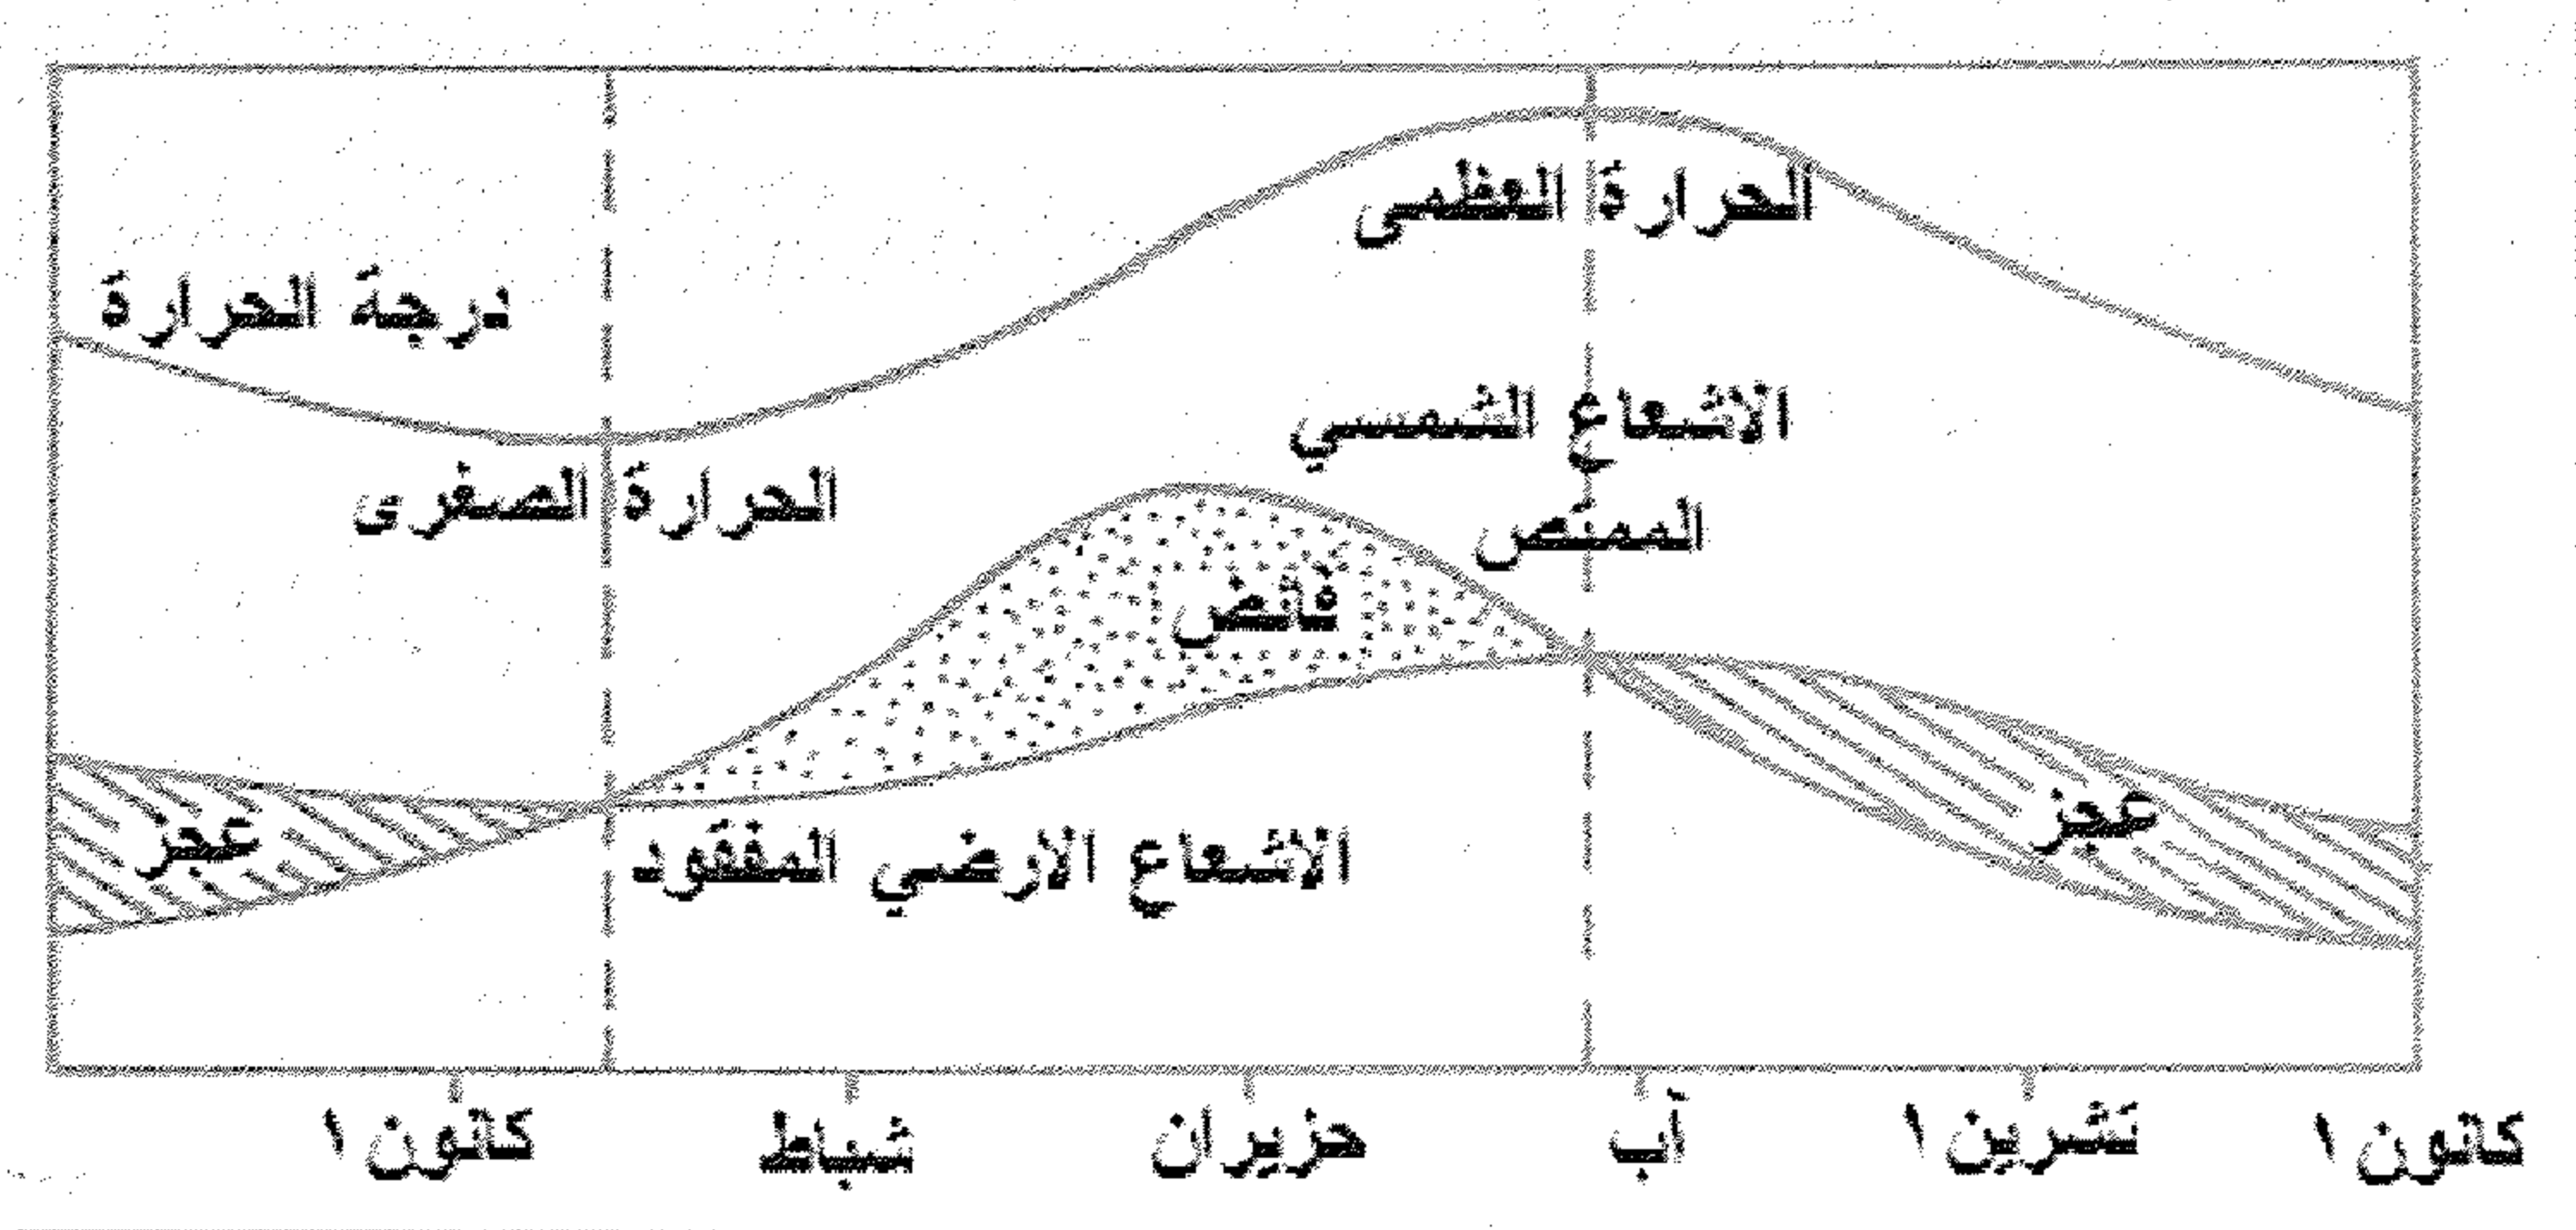 الحرارة العظمى
درجة الحرارة
الاشعاع الشمسي
الممتص
الحرارة الصغرى
فائض
عجز
الاشعاع الارضي المفقود
عجز
كانون ١
شباط
حزيران
آب
تشرين ١
كانون ١